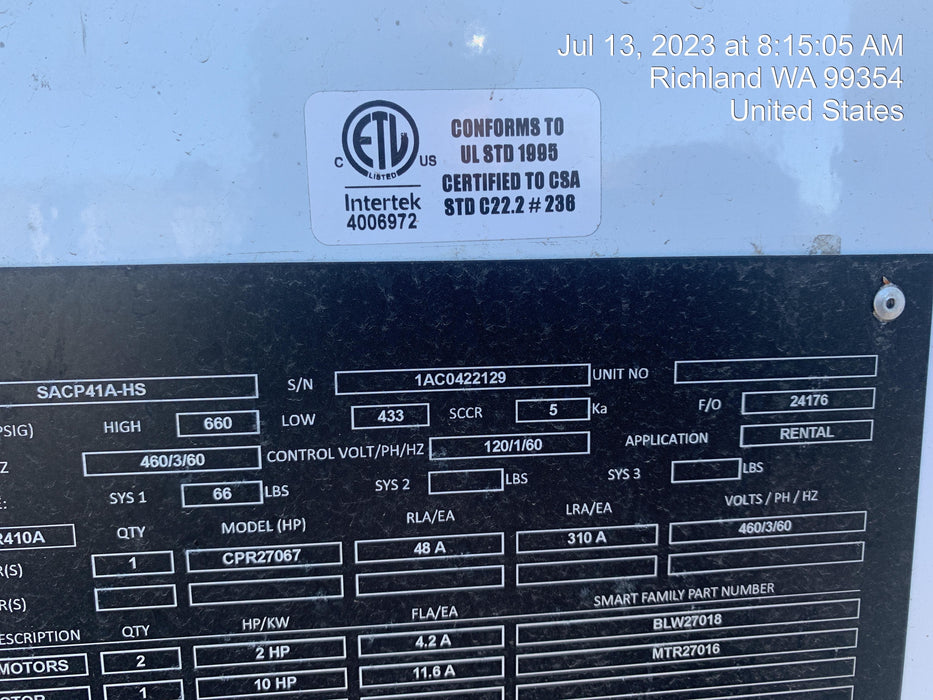 Jul 13, 2023 at 8:15:05 AM
Richland WA 99354
United States
ETL
C US
LISTED
Intertek
4006972
CONFORMS TO
UL STD 1995
CERTIFIED TO CSA
STD C22.2 # 236
SACP41A-HS S/N 1AC0422129 UNIT NO
PSIG) HIGH 660 LOW 433 SCCR 5 Ka F/O 24176
Z 460/3/60 CONTROL VOLT/PH/HZ 120/1/60 APPLICATION RENTAL
E: SYS 1 66 LBS SYS 2 LBS SYS 3 LBS
R410A QTY MODEL (HP) RLA/EA LRA/EA VOLTS / PH / HZ
R(S) 1 CPR27067 48 A 310 A 460/3/60
R(S)
ESCRIPTION QTY HP/KW FLA/EA SMART FAMILY PART NUMBER
MOTORS 2 2 HP 4.2 A BLW27018
OTOR 1 10 HP 11.6 A MTR27016